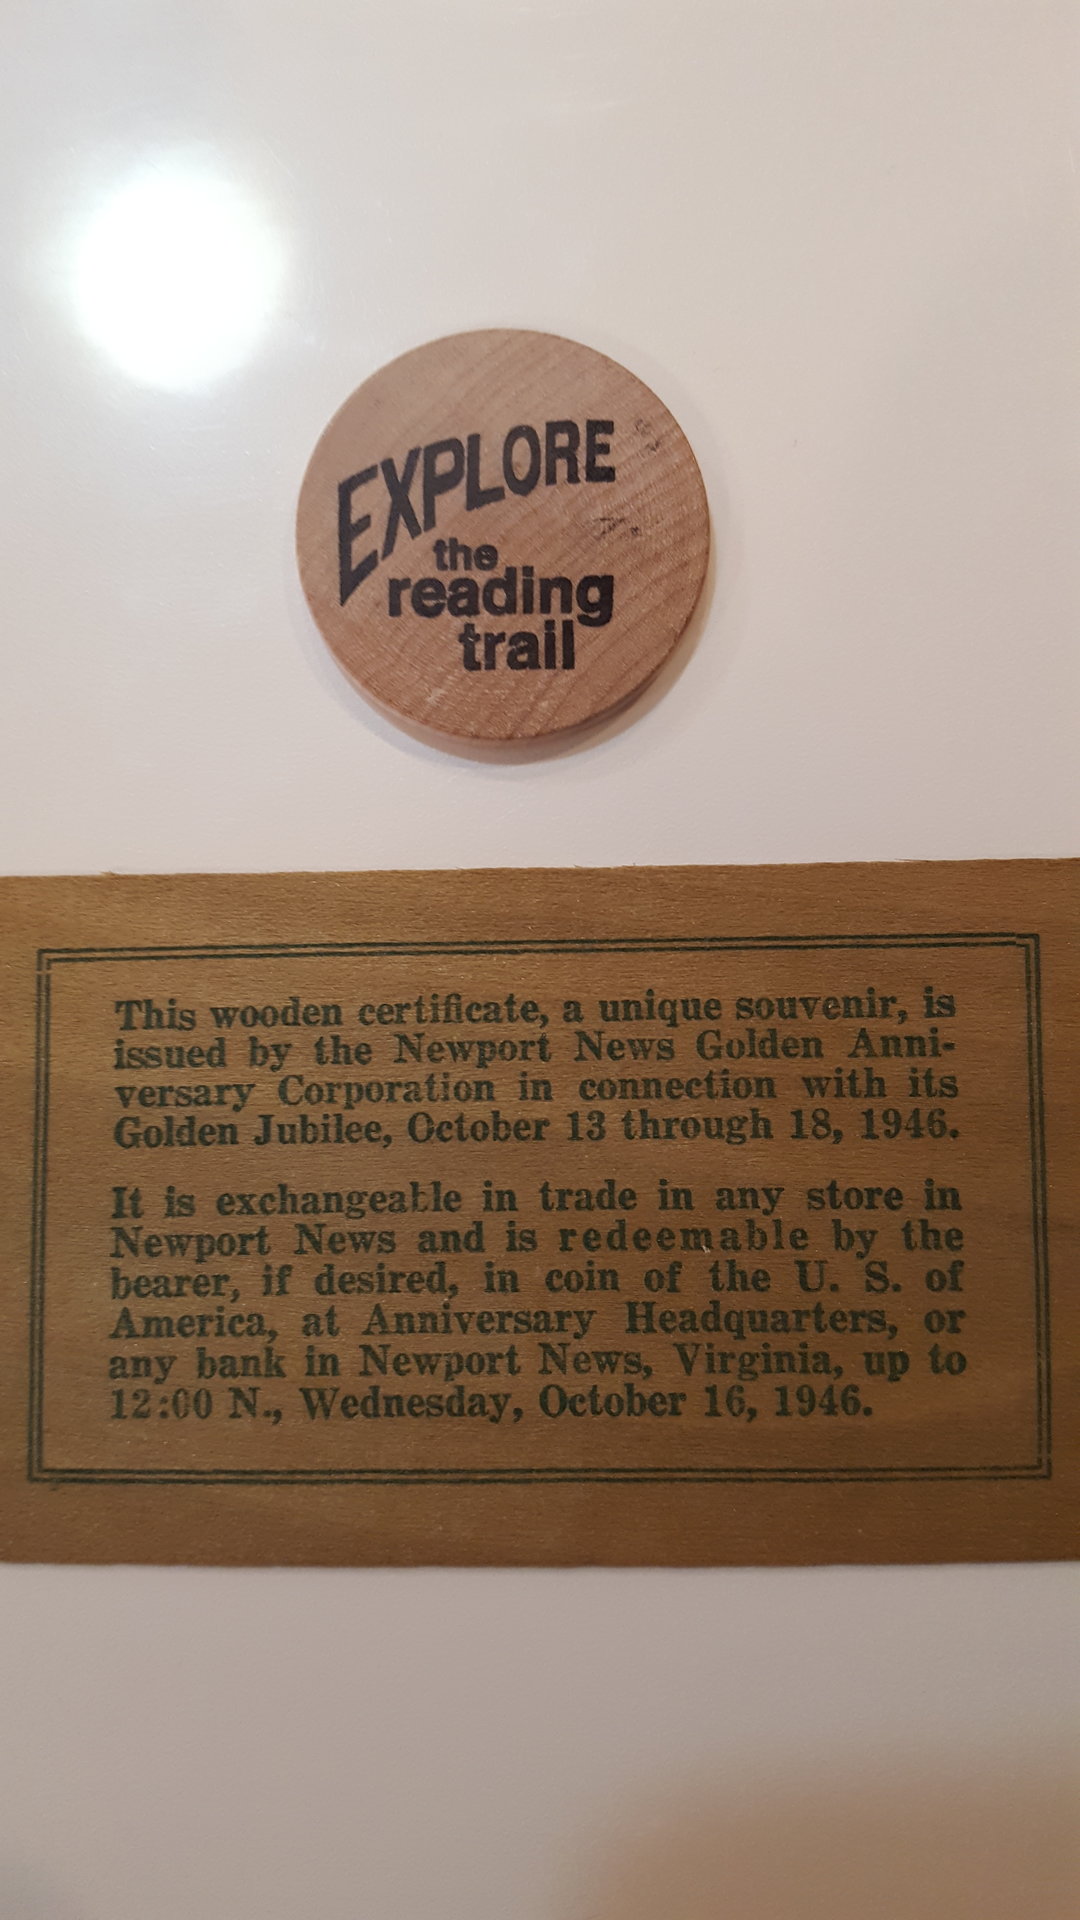 EXPLORE
the
reading
trail
This wooden certificate, a unique souvenir, is
issued by the Newport News Golden Anni-
versary Corporation in connection with its
Golden Jubilee, October 13 through 18, 1946.
It is exchangeable in trade in any store in
Newport News and is redeemable by the
bearer, if desired, in coin of the U. S. of
America, at Anniversary Headquarters, or
any bank in Newport News, Virginia, up to
12:00 N., Wednesday, October 16, 1946.